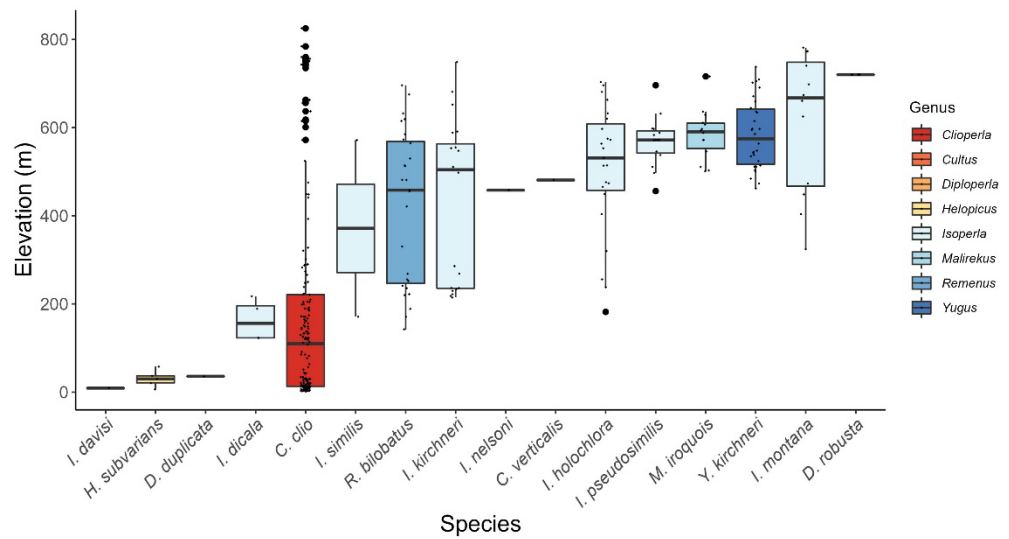 800
600
400
200
0
Elevation (m)
I. davisi
H. subvarians
D. duplicata
I. dicala
C. clio
I. similis
R. bilobatus
I. kirchneri
I. nelsoni
C. verticalis
I. holochlora
I. pseudosimilis
M. iroquois
Y. kirchneri
I. montana
D. robusta
Species
Genus
Clioperla
Cultus
Diploperla
Helopicus
Isoperla
Malirekus
Remenus
Yugus